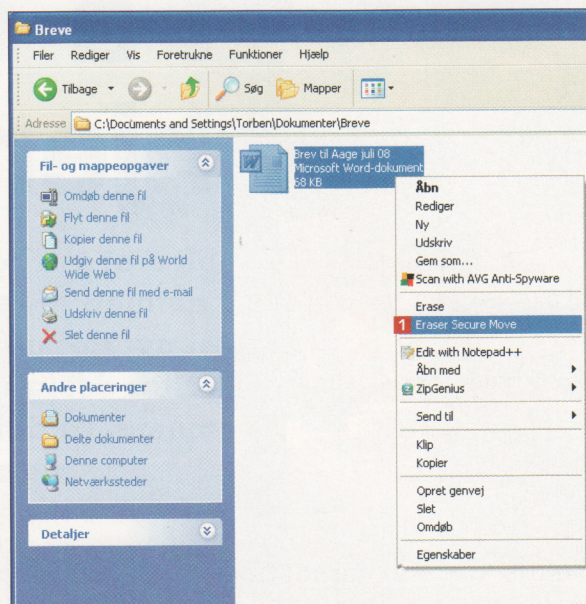 Breve
Filer Rediger Vis Foretrukne Funktioner Hjælp
Tilbage Søg Mapper
Adresse C:\Documents and Settings\Torben\Dokumenter\Breve
Fil- og mappeopgaver
Omdøb denne fil
Flyt denne fil
Kopier denne fil
Udgiv denne fil på World
Wide Web
Send denne fil med e-mail
Udskriv denne fil
Slet denne fil
Andre placeringer
Dokumenter
Delte dokumenter
Denne computer
Netværkssteder
Detaljer
Brev til Aage juli 08
Microsoft Word-dokument
68 KB
Åbn
Rediger
Ny
Udskriv
Gem som...
Scan with AVG Anti-Spyware
Erase
1 Eraser Secure Move
Edit with Notepad++
Åbn med
ZipGenius
Send til
Klip
Kopier
Opret genvej
Slet
Omdøb
Egenskaber